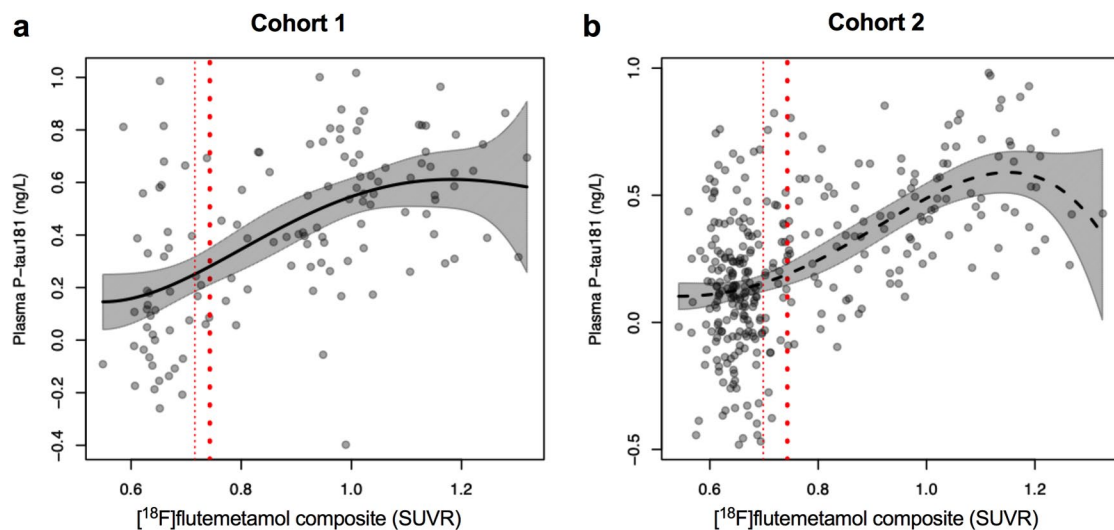 a
Cohort 1
Plasma P–tau181 (ng/L)
1.0
0.8
0.6
0.4
0.2
0.0
−0.2
−0.4
0.6 0.8 1.0 1.2
[¹⁸F]flutemetamol composite (SUVR)
b
Cohort 2
Plasma P–tau181 (ng/L)
1.0
0.5
0.0
−0.5
0.6 0.8 1.0 1.2
[¹⁸F]flutemetamol composite (SUVR)